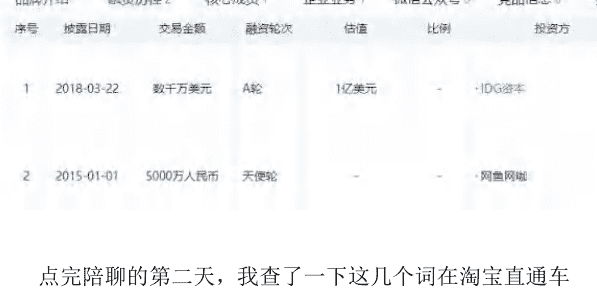 序号 披露日期 交易金额 融资轮次 估值 比例 投资方
1 2018-03-22 数千万美元 A轮 1亿美元 - ·IDG资本
2 2015-01-01 5000万人民币 天使轮 - - ·网鱼网咖
点完陪聊的第二天，我查了一下这几个词在淘宝直通车